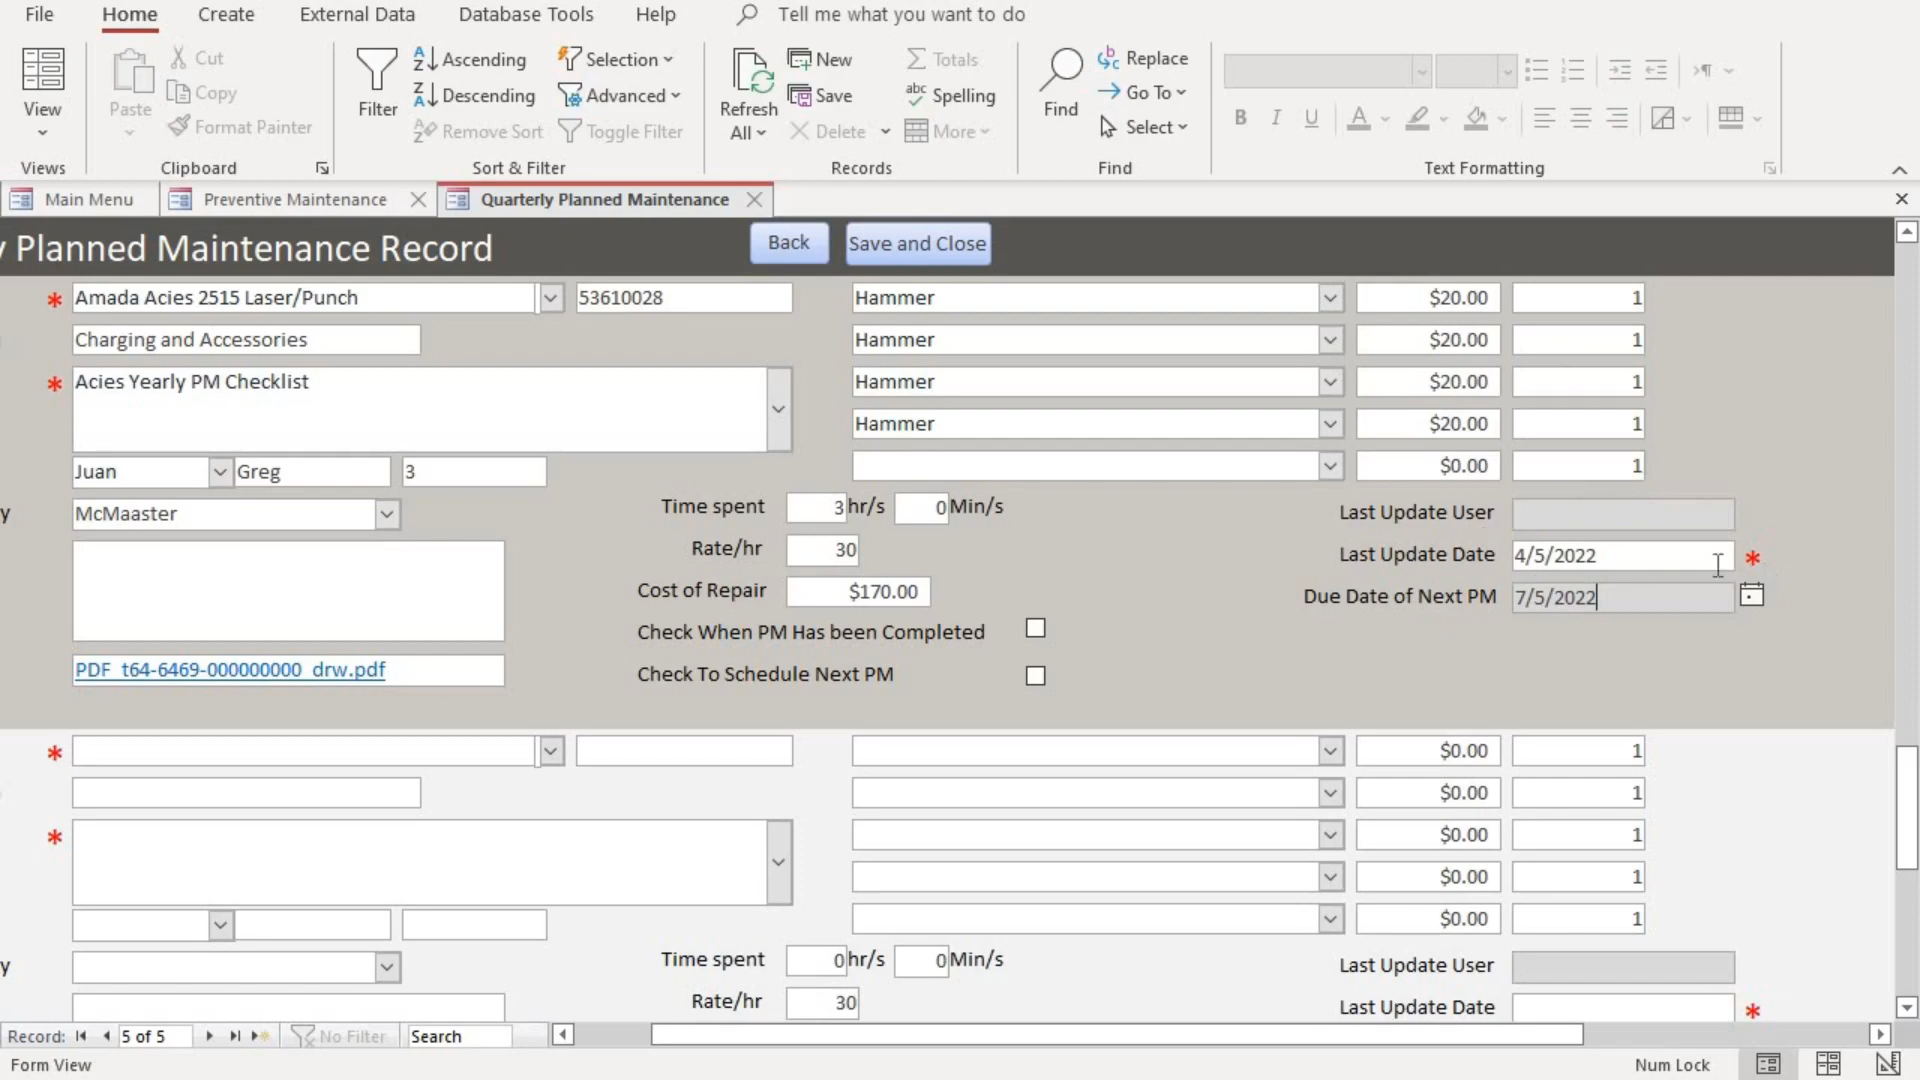 File Home Create External Data Database Tools Help Tell me what you want to do
View
Views
Paste
Cut
Copy
Format Painter
Clipboard
Filter
Ascending
Descending
Remove Sort
Selection
Advanced
Toggle Filter
Sort & Filter
Refresh
All
New
Save
Delete
Totals
Spelling
More
Records
Find
Replace
Go To
Select
Find
B I U A
Text Formatting
Main Menu Preventive Maintenance Quarterly Planned Maintenance
y Planned Maintenance Record Back Save and Close
* Amada Acies 2515 Laser/Punch 53610028 Hammer $20.00 1
Charging and Accessories Hammer $20.00 1
* Acies Yearly PM Checklist Hammer $20.00 1
Hammer $20.00 1
Juan Greg 3 $0.00 1
y McMaaster Time spent 3 hr/s 0 Min/s Last Update User
Rate/hr 30 Last Update Date 4/5/2022 *
Cost of Repair $170.00 Due Date of Next PM 7/5/2022
Check When PM Has been Completed
PDF_t64-6469-000000000_drw.pdf Check To Schedule Next PM
* $0.00 1
$0.00 1
* $0.00 1
$0.00 1
$0.00 1
y Time spent 0 hr/s 0 Min/s Last Update User
Rate/hr 30 Last Update Date *
Record: 5 of 5 No Filter Search
Form View Num Lock